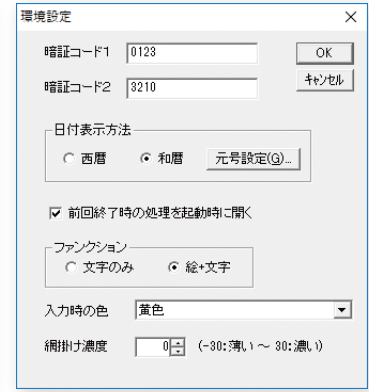 環境設定
暗証コード1 0123 OK
暗証コード2 3210 キャンセル
日付表示方法
西暦 和暦 元号設定(G)...
前回終了時の処理を起動時に開く
ファンクション
文字のみ 絵+文字
入力時の色 黄色
網掛け濃度 0 (-30:薄い ～ 30:濃い)